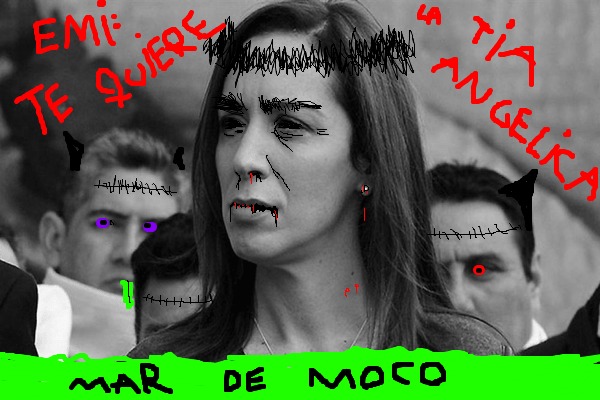 EMI:
TE QUIERE
LA TIA
ANGELICA
MAR DE MOCO